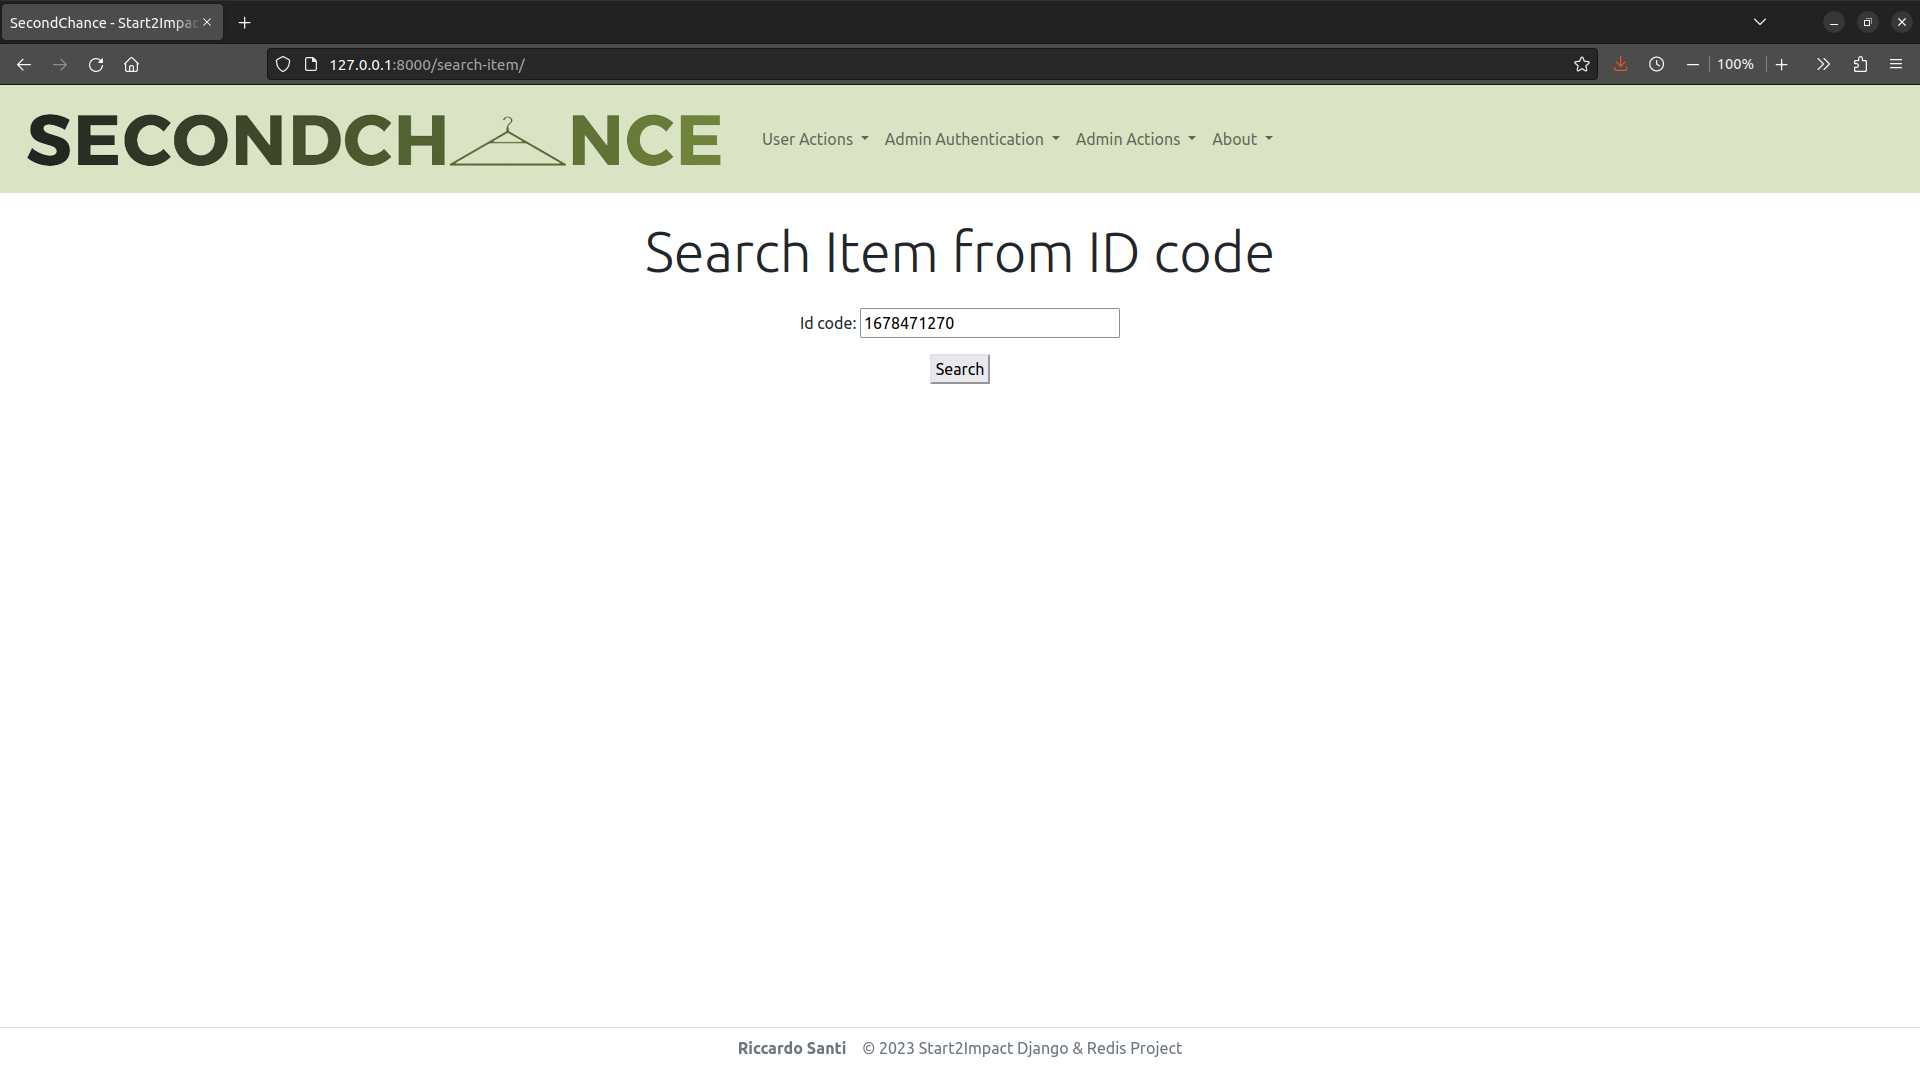 SecondChance - Start2Impac
127.0.0.1:8000/search-item/
100%
SECONDCH NCE
User Actions
Admin Authentication
Admin Actions
About
Search Item from ID code
Id code: 1678471270
Search
Riccardo Santi © 2023 Start2Impact Django & Redis Project